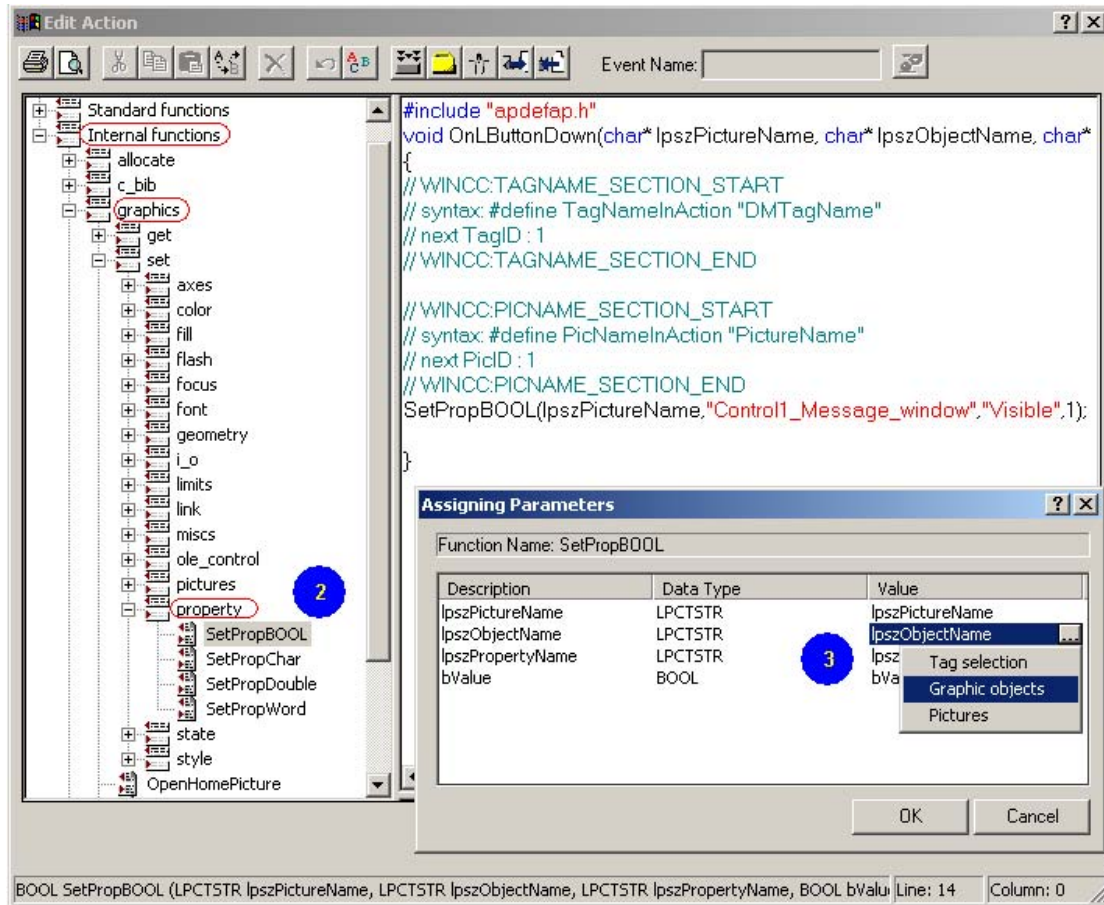 Edit Action
Event Name:
Standard functions
Internal functions
allocate
c_bib
graphics
get
set
axes
color
fill
flash
focus
font
geometry
i_o
limits
link
miscs
ole_control
pictures
property
SetPropBOOL
SetPropChar
SetPropDouble
SetPropWord
state
style
OpenHomePicture
2
#include "apdefap.h"
void OnLButtonDown(char* lpszPictureName, char* lpszObjectName, char*
{
// WINCC:TAGNAME_SECTION_START
// syntax: #define TagNameInAction "DMTagName"
// next TagID : 1
// WINCC:TAGNAME_SECTION_END
// WINCC:PICNAME_SECTION_START
// syntax: #define PicNameInAction "PictureName"
// next PicID : 1
// WINCC:PICNAME_SECTION_END
SetPropBOOL(lpszPictureName,"Control1_Message_window","Visible",1);
}
Assigning Parameters
Function Name: SetPropBOOL
Description Data Type Value
lpszPictureName LPCTSTR lpszPictureName
lpszObjectName LPCTSTR lpszObjectName ...
lpszPropertyName LPCTSTR lpsz
bValue BOOL bVa
3
Tag selection
Graphic objects
Pictures
OK Cancel
BOOL SetPropBOOL (LPCTSTR lpszPictureName, LPCTSTR lpszObjectName, LPCTSTR lpszPropertyName, BOOL bValu Line: 14 Column: 0